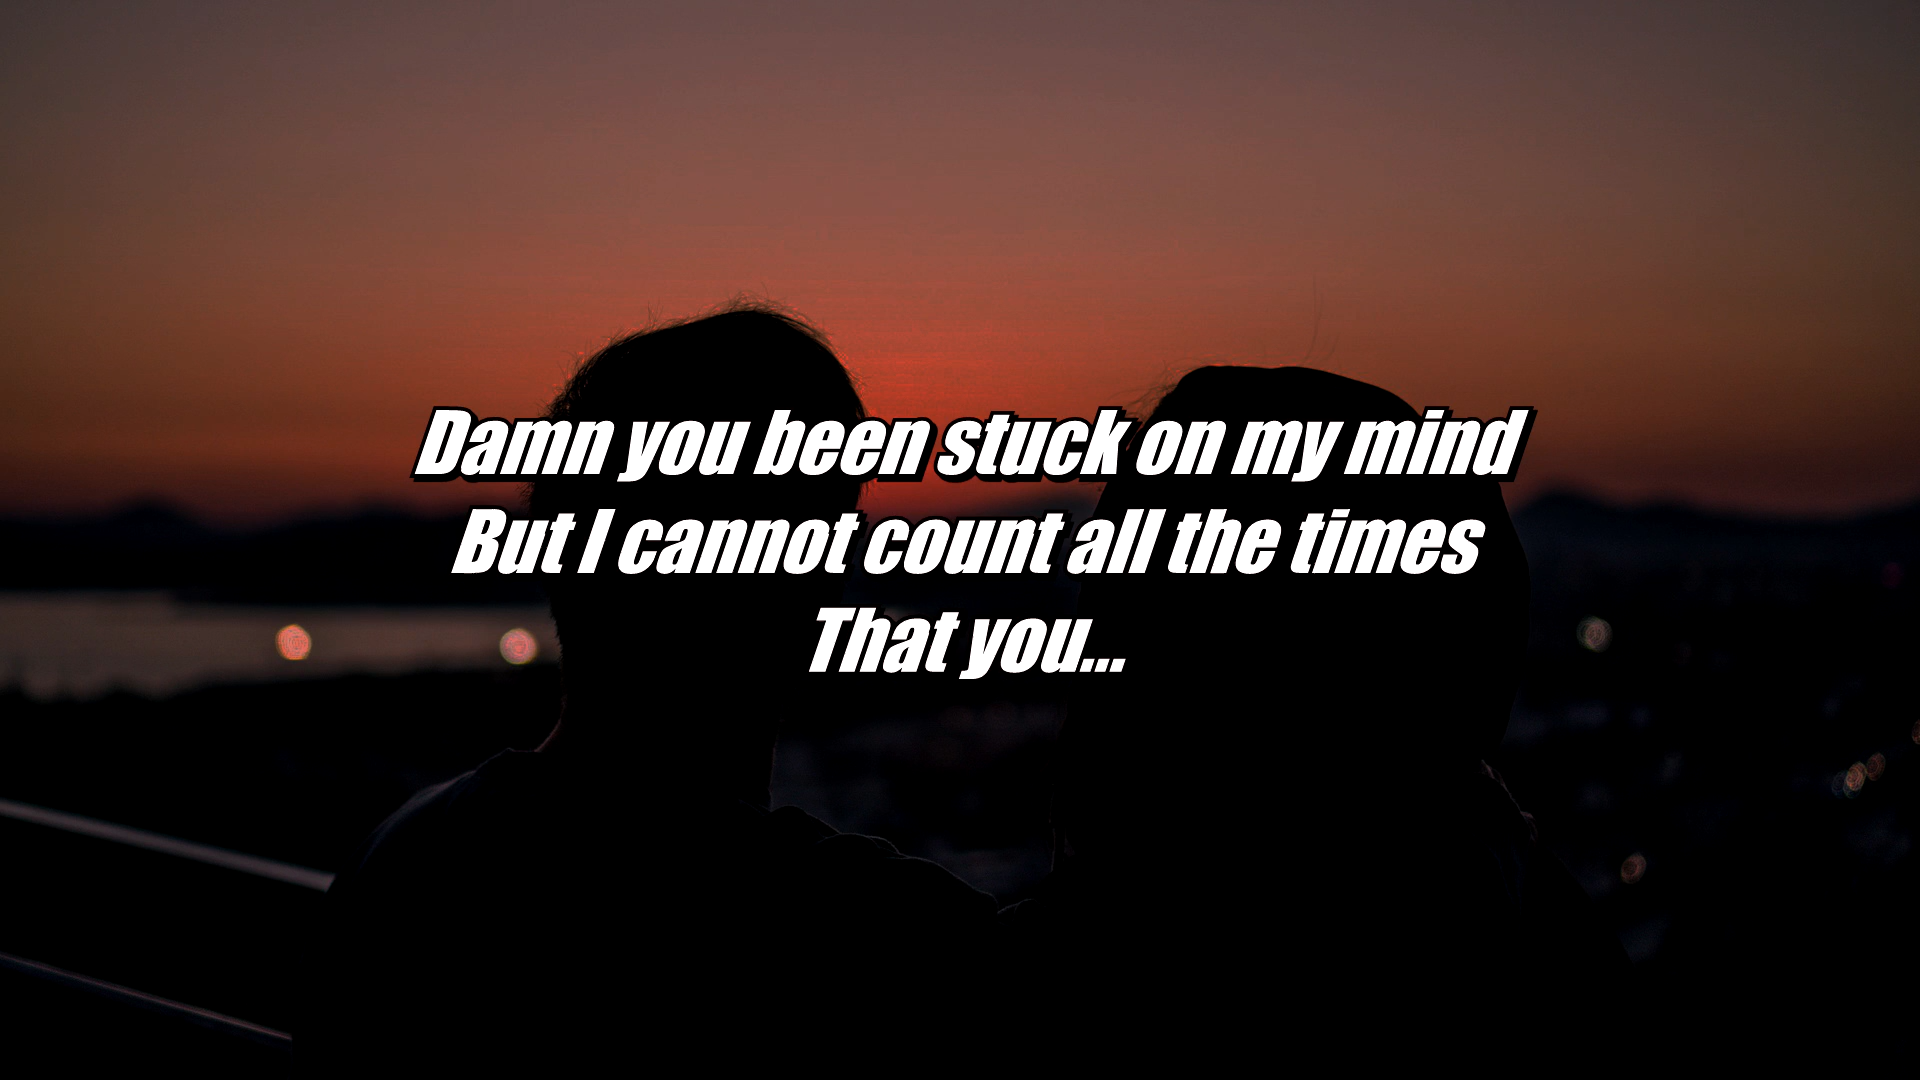 Damn you been stuck on my mind
But I cannot count all the times
That you...